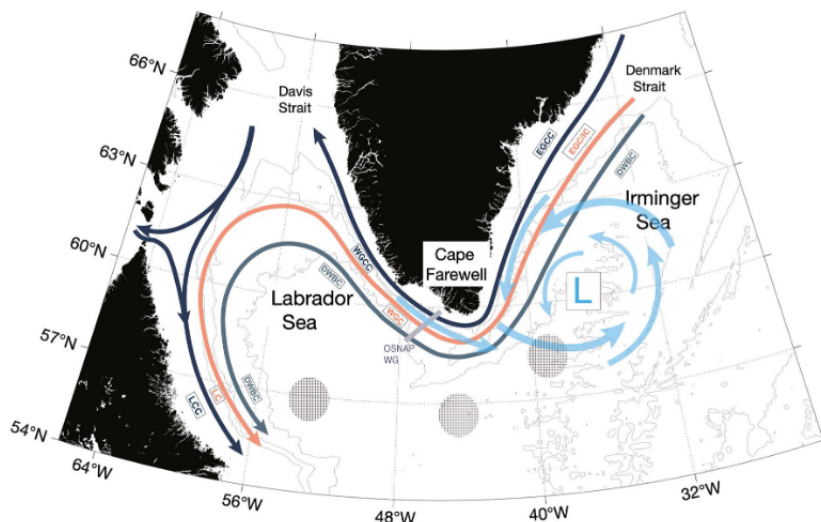 66°N
63°N
60°N
57°N
54°N
64°W
56°W
48°W
40°W
32°W
Davis
Strait
Denmark
Strait
EGCC
EGC/IC
DWBC
Irminger
Sea
Cape
Farewell
L
WGCC
DWBC
WGC
Labrador
Sea
OSNAP
WG
LCC
LC
DWBC